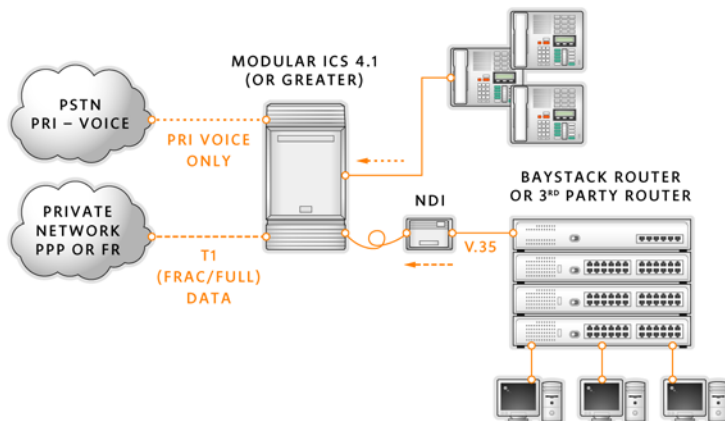 MODULAR ICS 4.1
(OR GREATER)
PSTN
PRI – VOICE
PRI VOICE
ONLY
BAYSTACK ROUTER
OR 3RD PARTY ROUTER
NDI
PRIVATE
NETWORK
PPP OR FR
V.35
T1
(FRAC/FULL)
DATA